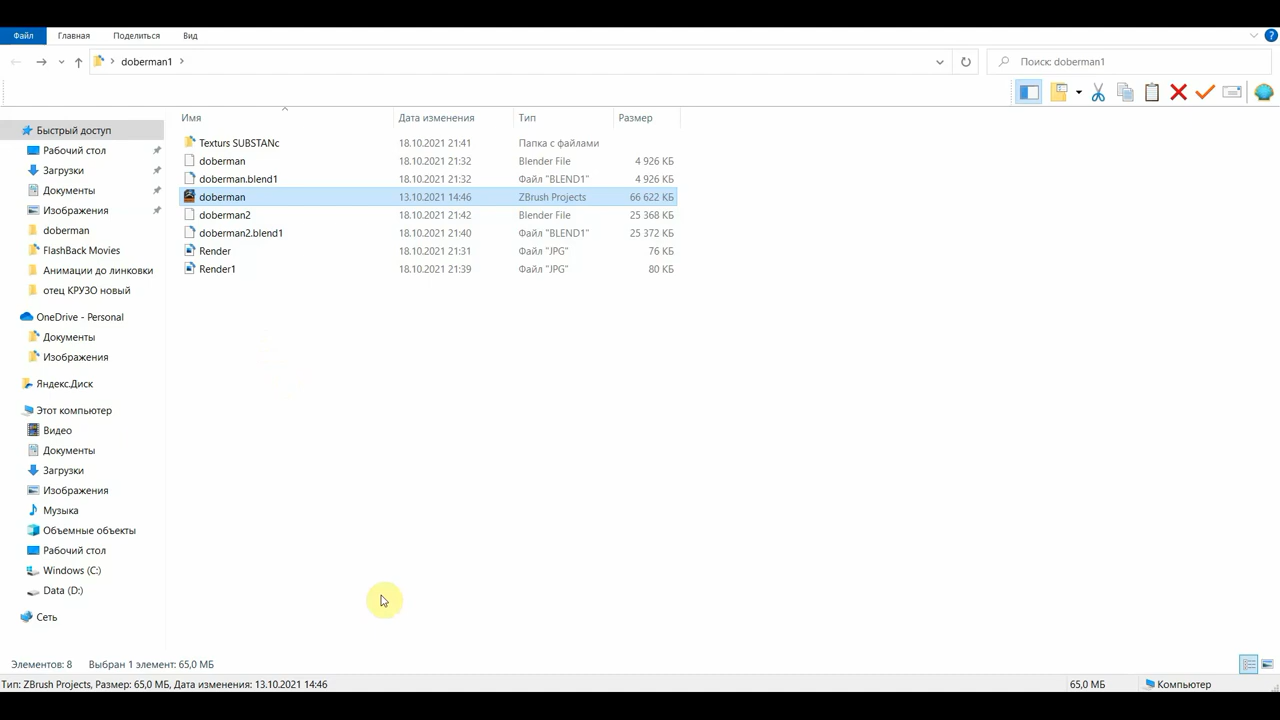 Файл Главная Поделиться Вид
doberman1 Поиск: doberman1
Имя Дата изменения Тип Размер
Texturs SUBSTANc 18.10.2021 21:41 Папка с файлами
doberman 18.10.2021 21:32 Blender File 4 926 КБ
doberman.blend1 18.10.2021 21:32 Файл "BLEND1" 4 926 КБ
doberman 13.10.2021 14:46 ZBrush Projects 66 622 КБ
doberman2 18.10.2021 21:42 Blender File 25 368 КБ
doberman2.blend1 18.10.2021 21:40 Файл "BLEND1" 25 372 КБ
Render 18.10.2021 21:31 Файл "JPG" 76 КБ
Render1 18.10.2021 21:39 Файл "JPG" 80 КБ
Быстрый доступ
Рабочий стол
Загрузки
Документы
Изображения
doberman
FlashBack Movies
Анимации до линковки
отец КРУЗО новый
OneDrive - Personal
Документы
Изображения
Яндекс.Диск
Этот компьютер
Видео
Документы
Загрузки
Изображения
Музыка
Объемные объекты
Рабочий стол
Windows (C:)
Data (D:)
Сеть
Элементов: 8 Выбран 1 элемент: 65,0 МБ
Тип: ZBrush Projects, Размер: 65,0 МБ, Дата изменения: 13.10.2021 14:46 65,0 МБ Компьютер